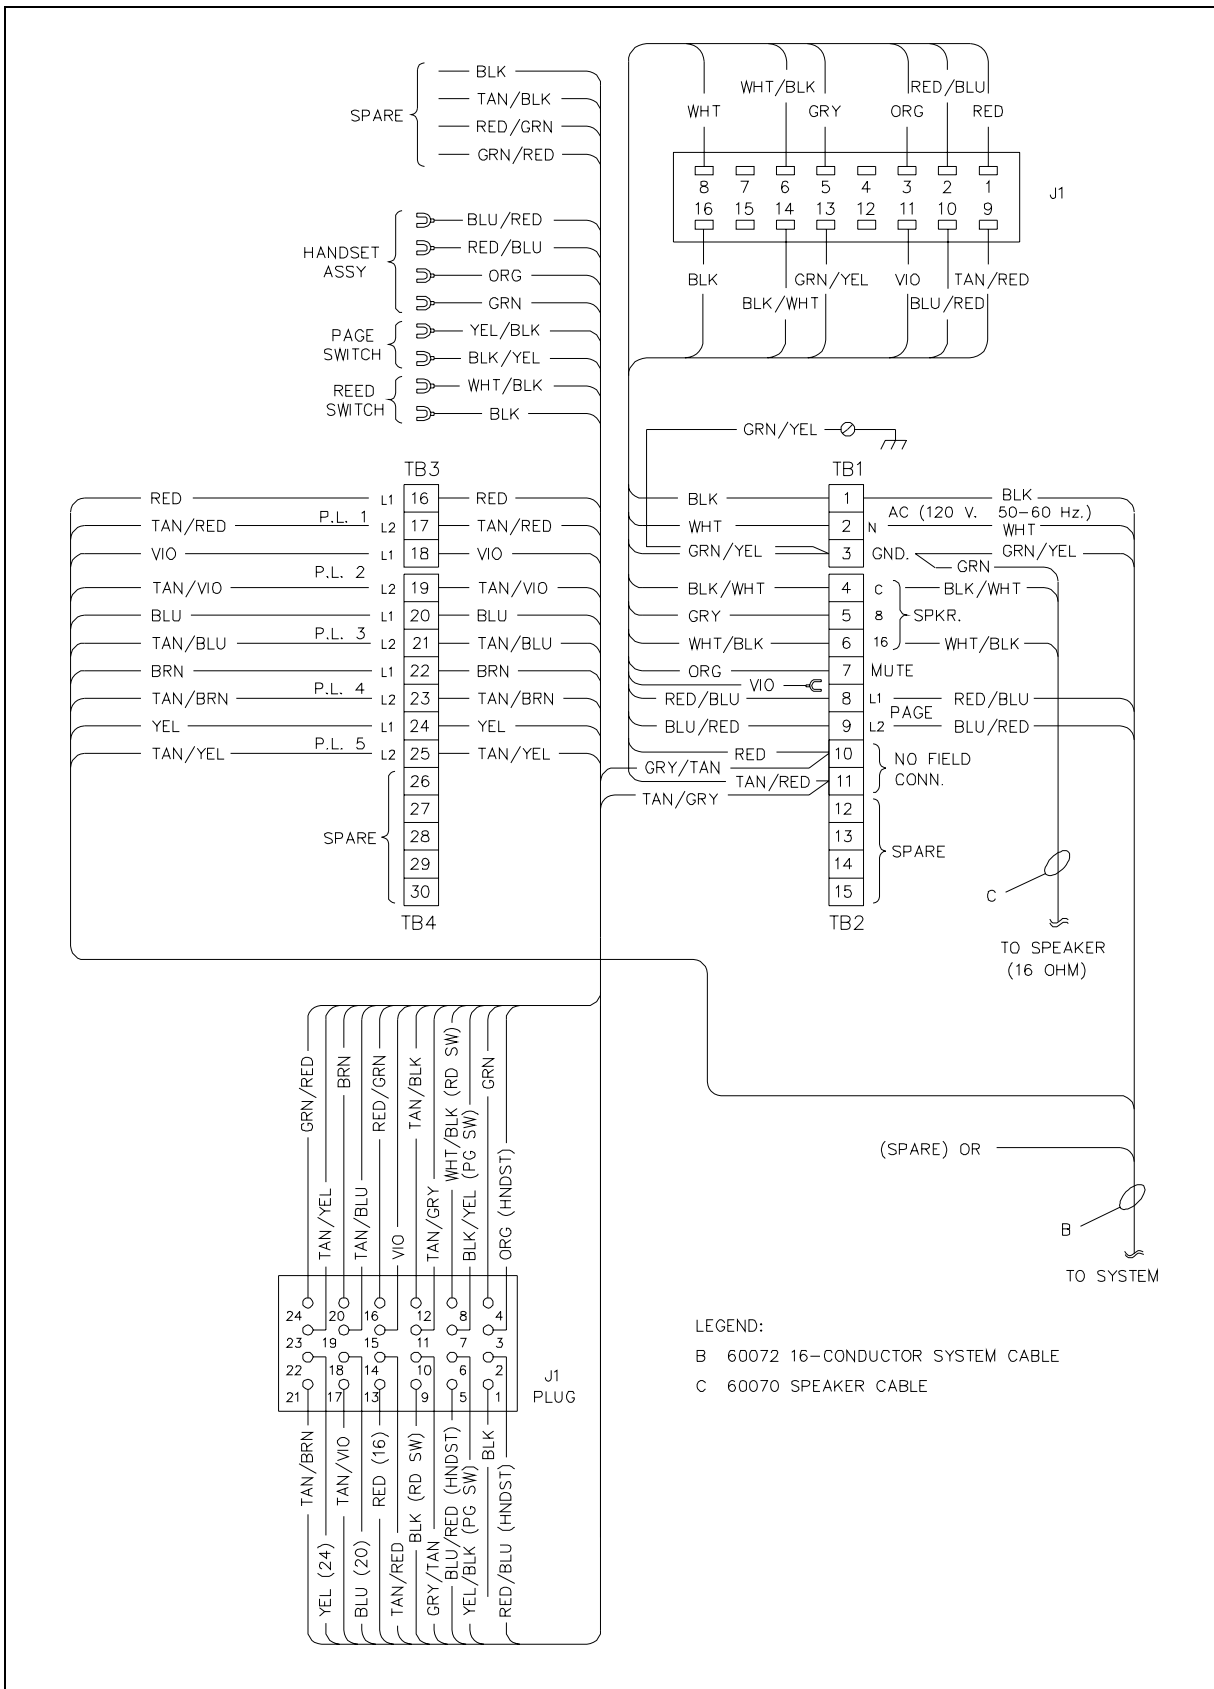 BLK
TAN/BLK
SPARE
RED/GRN
GRN/RED
BLU/RED
RED/BLU
HANDSET
ASSY
ORG
GRN
YEL/BLK
PAGE
SWITCH
BLK/YEL
WHT/BLK
REED
SWITCH
BLK
WHT/BLK RED/BLU
WHT GRY ORG RED
8 7 6 5 4 3 2 1
16 15 14 13 12 11 10 9
J1
BLK GRN/YEL VIO TAN/RED
BLK/WHT BLU/RED
GRN/YEL
TB3
RED L1 16 RED
P.L. 1
TAN/RED L2 17 TAN/RED
VIO L1 18 VIO
P.L. 2
TAN/VIO L2 19 TAN/VIO
BLU L1 20 BLU
P.L. 3
TAN/BLU L2 21 TAN/BLU
BRN L1 22 BRN
P.L. 4
TAN/BRN L2 23 TAN/BRN
YEL L1 24 YEL
P.L. 5
TAN/YEL L2 25 TAN/YEL
26
27
SPARE 28
29
30
TB4
TB1
BLK 1 BLK
AC (120 V. 50-60 Hz.)
WHT 2 N WHT
GRN/YEL 3 GND. GRN/YEL
GRN
BLK/WHT 4 C BLK/WHT
GRY 5 8 SPKR.
WHT/BLK 6 16 WHT/BLK
ORG 7 MUTE
VIO
RED/BLU 8 L1 RED/BLU
PAGE
BLU/RED 9 L2 BLU/RED
RED 10 NO FIELD
GRY/TAN
TAN/RED 11 CONN.
TAN/GRY
12
13
SPARE
14
15
TB2
C
TO SPEAKER
(16 OHM)
GRN/RED
BRN
RED/GRN
TAN/BLK
WHT/BLK (RD SW)
GRN
TAN/YEL
TAN/BLU
VIO
TAN/GRY
BLK/YEL (PG SW)
ORG (HNDST)
24 20 16 12 8 4
23 19 15 11 7 3
22 18 14 10 6 2
21 17 13 9 5 1
J1
PLUG
TAN/BRN
YEL (24)
TAN/VIO
BLU (20)
RED (16)
TAN/RED
BLK (RD SW)
GRY/TAN
BLU/RED (HNDST)
YEL/BLK (PG SW)
BLK
RED/BLU (HNDST)
(SPARE) OR
B
TO SYSTEM
LEGEND:
B 60072 16-CONDUCTOR SYSTEM CABLE
C 60070 SPEAKER CABLE